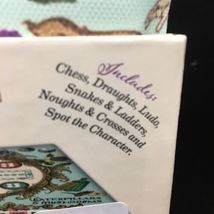 Includes:
Chess, Draughts, Ludo,
Snakes & Ladders,
Noughts & Crosses and
Spot the Character.